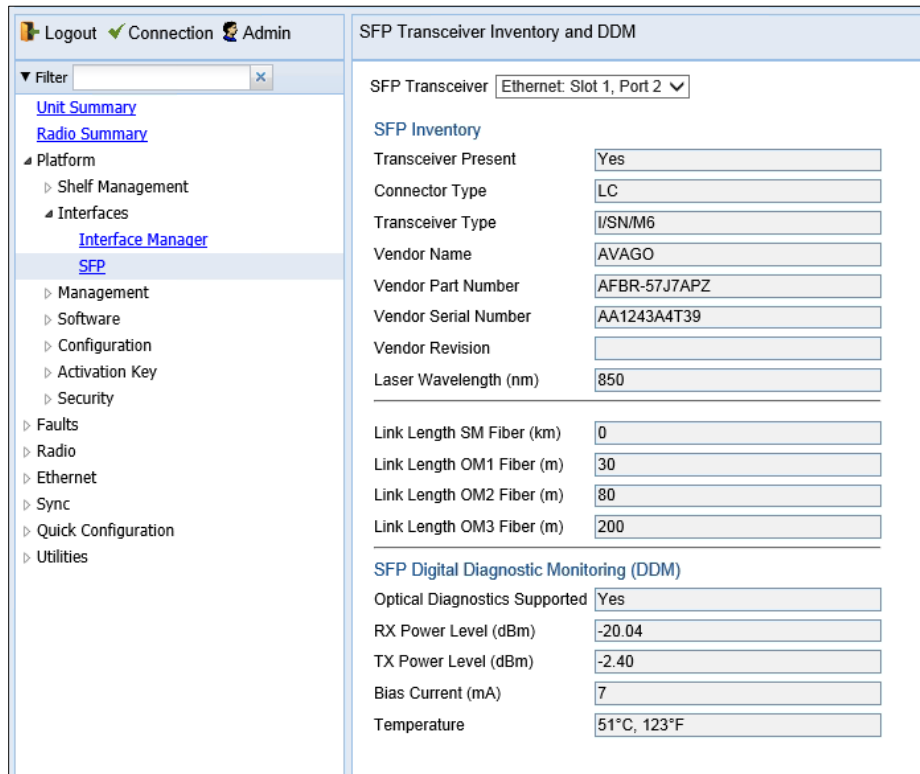 Logout Connection Admin
Filter
Unit Summary
Radio Summary
Platform
Shelf Management
Interfaces
Interface Manager
SFP
Management
Software
Configuration
Activation Key
Security
Faults
Radio
Ethernet
Sync
Quick Configuration
Utilities
SFP Transceiver Inventory and DDM
SFP Transceiver Ethernet: Slot 1, Port 2
SFP Inventory
Transceiver Present Yes
Connector Type LC
Transceiver Type I/SN/M6
Vendor Name AVAGO
Vendor Part Number AFBR-57J7APZ
Vendor Serial Number AA1243A4T39
Vendor Revision
Laser Wavelength (nm) 850
Link Length SM Fiber (km) 0
Link Length OM1 Fiber (m) 30
Link Length OM2 Fiber (m) 80
Link Length OM3 Fiber (m) 200
SFP Digital Diagnostic Monitoring (DDM)
Optical Diagnostics Supported Yes
RX Power Level (dBm) -20.04
TX Power Level (dBm) -2.40
Bias Current (mA) 7
Temperature 51°C, 123°F